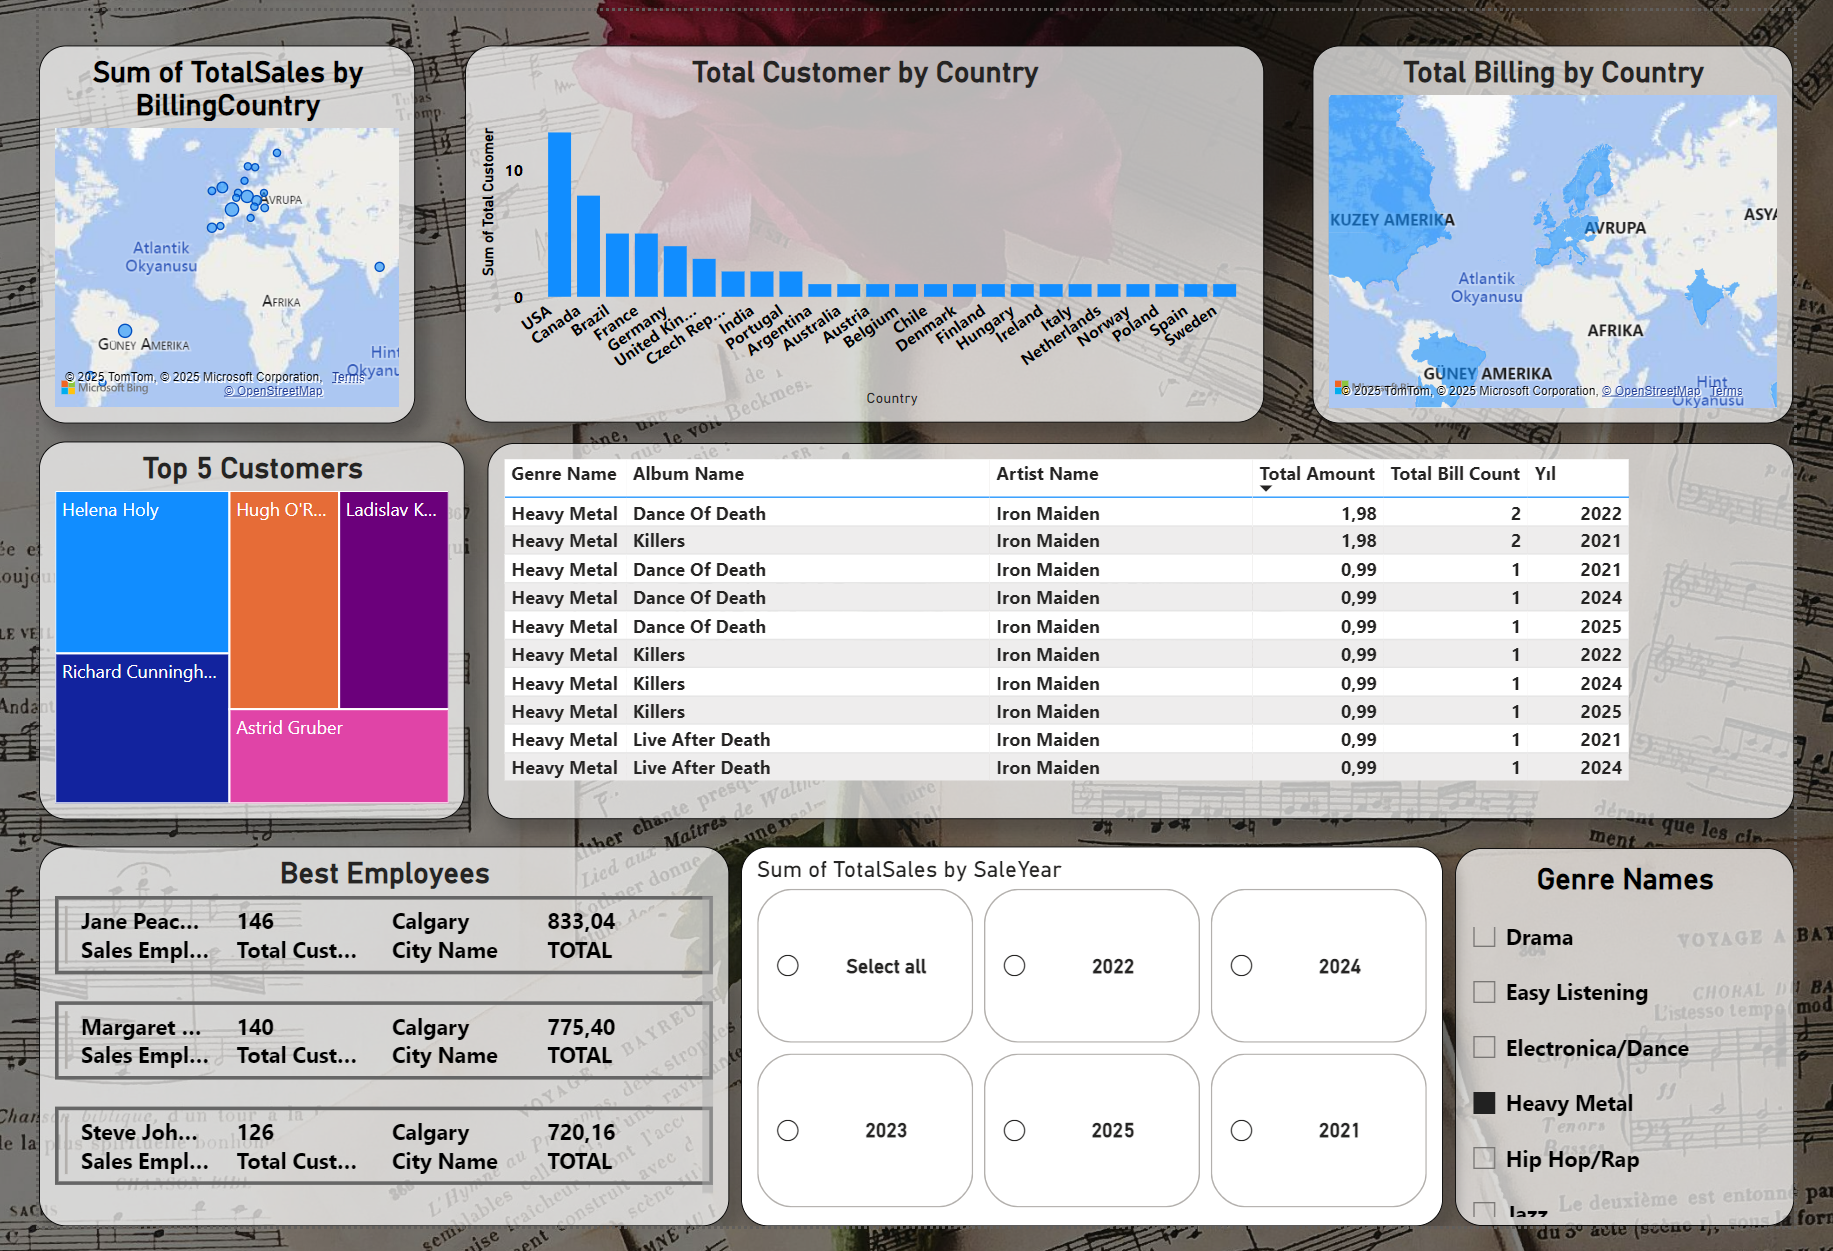 Sum of TotalSales by
BillingCountry
AVRUPA
Atlantik
Okyanusu
AFRIKA
GÜNEY AMERIKA
Hint
Okyanu
© 2025 TomTom, © 2025 Microsoft Corporation, Terms
© OpenStreetMap
Microsoft Bing
Total Customer by Country
Sum of Total Customer
10
0
USA
Canada
Brazil
France
Germany
United Kin...
Czech Rep...
India
Portugal
Argentina
Australia
Austria
Belgium
Chile
Denmark
Finland
Hungary
Ireland
Italy
Netherlands
Norway
Poland
Spain
Sweden
Country
Total Billing by Country
KUZEY AMERIKA
AVRUPA
ASYA
Atlantik
Okyanusu
AFRIKA
GÜNEY AMERIKA
Hint
Okyanusu
© 2025 TomTom, © 2025 Microsoft Corporation, © OpenStreetMap Terms
Top 5 Customers
Helena Holy
Hugh O'R...
Ladislav K...
Richard Cunningh...
Astrid Gruber
Genre Name Album Name Artist Name Total Amount Total Bill Count Yıl
Heavy Metal Dance Of Death Iron Maiden 1,98 2 2022
Heavy Metal Killers Iron Maiden 1,98 2 2021
Heavy Metal Dance Of Death Iron Maiden 0,99 1 2021
Heavy Metal Dance Of Death Iron Maiden 0,99 1 2024
Heavy Metal Dance Of Death Iron Maiden 0,99 1 2025
Heavy Metal Killers Iron Maiden 0,99 1 2022
Heavy Metal Killers Iron Maiden 0,99 1 2024
Heavy Metal Killers Iron Maiden 0,99 1 2025
Heavy Metal Live After Death Iron Maiden 0,99 1 2021
Heavy Metal Live After Death Iron Maiden 0,99 1 2024
Best Employees
Jane Peac... 146 Calgary 833,04
Sales Empl... Total Cust... City Name TOTAL
Margaret ... 140 Calgary 775,40
Sales Empl... Total Cust... City Name TOTAL
Steve Joh... 126 Calgary 720,16
Sales Empl... Total Cust... City Name TOTAL
Sum of TotalSales by SaleYear
Select all
2022
2024
2023
2025
2021
Genre Names
Drama
Easy Listening
Electronica/Dance
Heavy Metal
Hip Hop/Rap
Jazz